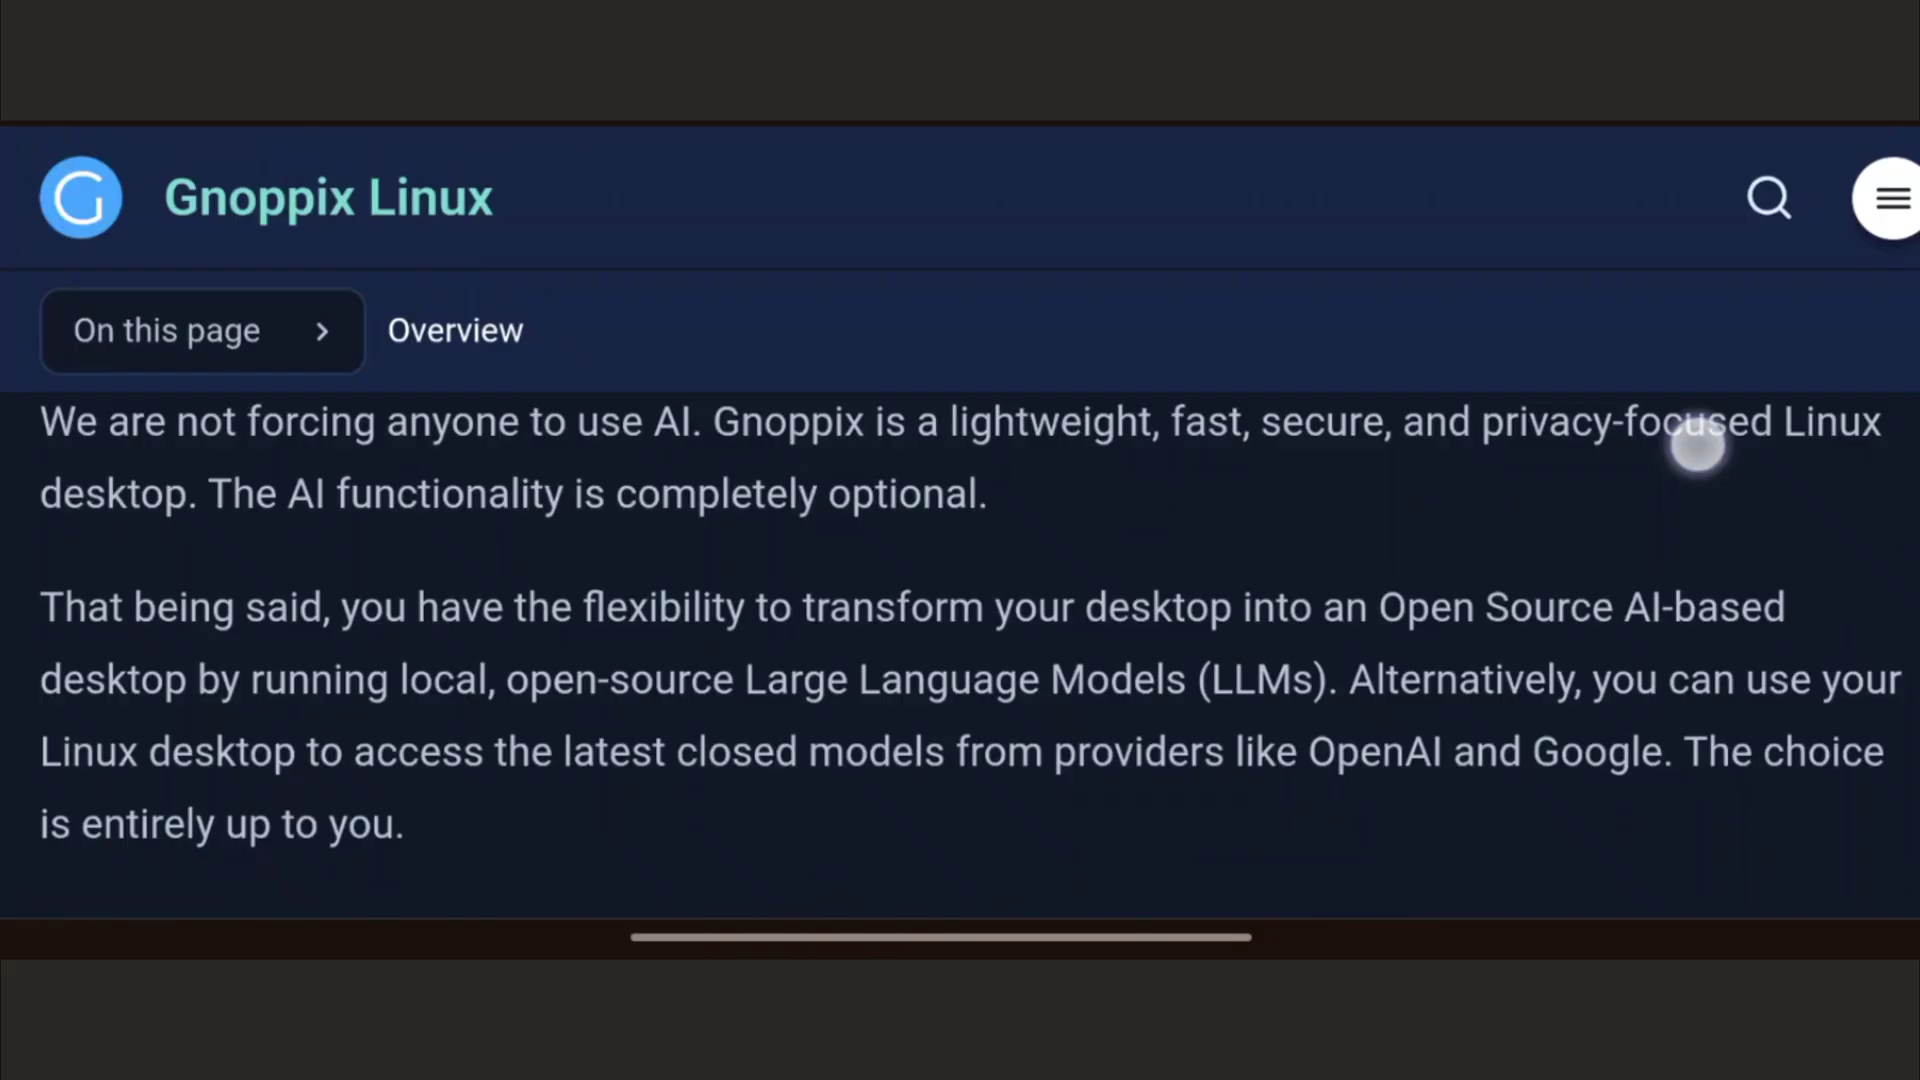 Gnoppix Linux
On this page
Overview
We are not forcing anyone to use AI. Gnoppix is a lightweight, fast, secure, and privacy-focused Linux
desktop. The AI functionality is completely optional.
That being said, you have the flexibility to transform your desktop into an Open Source AI-based
desktop by running local, open-source Large Language Models (LLMs). Alternatively, you can use your
Linux desktop to access the latest closed models from providers like OpenAI and Google. The choice
is entirely up to you.